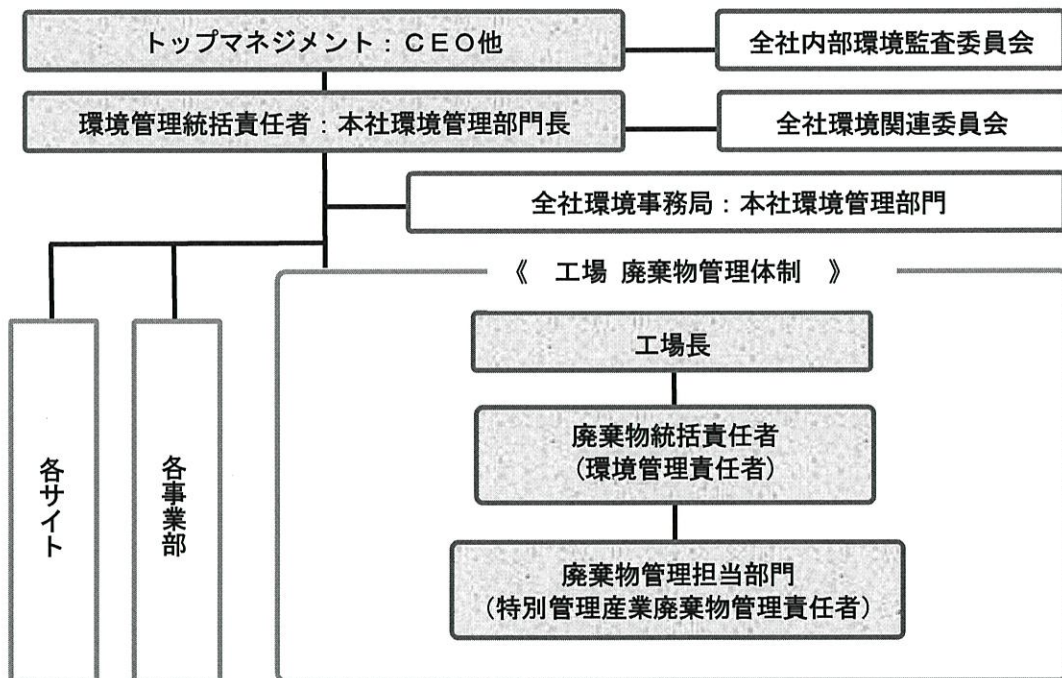 トップマネジメント：ＣＥＯ他
全社内部環境監査委員会
環境管理統括責任者：本社環境管理部門長
全社環境関連委員会
全社環境事務局：本社環境管理部門
《　工場 廃棄物管理体制　》
工場長
廃棄物統括責任者
（環境管理責任者）
廃棄物管理担当部門
（特別管理産業廃棄物管理責任者）
各サイト
各事業部